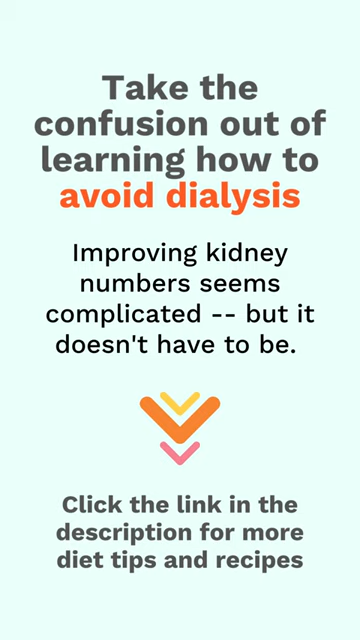 Take the
confusion out of
learning how to
avoid dialysis
Improving kidney
numbers seems
complicated -- but it
doesn't have to be.
Click the link in the
description for more
diet tips and recipes